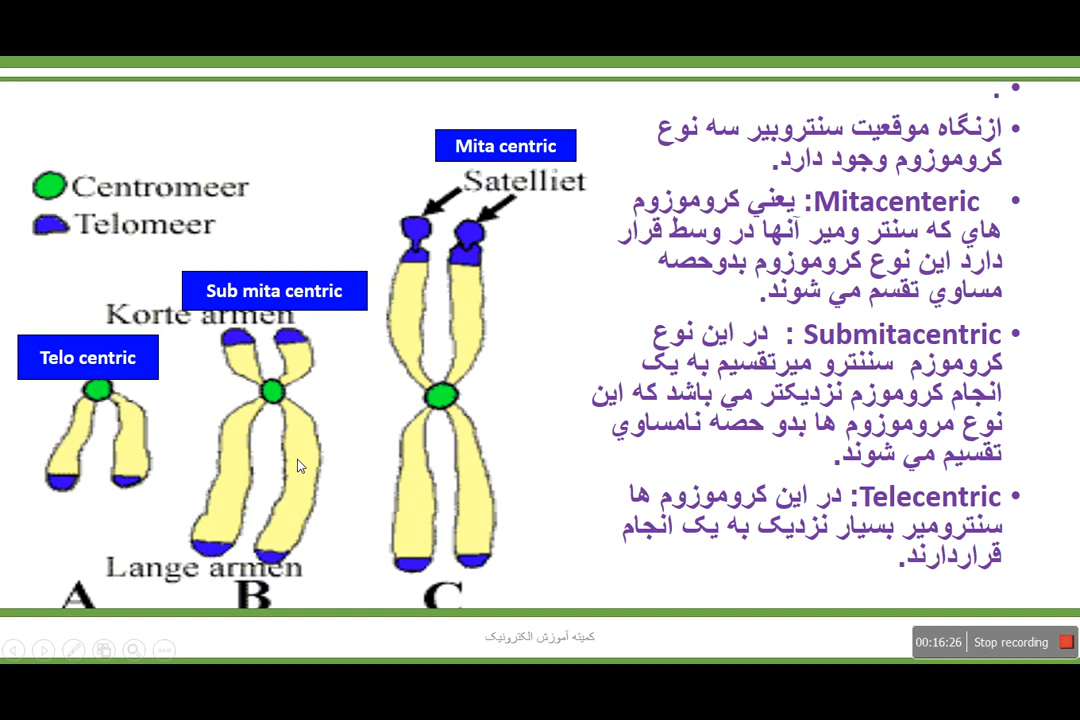 .
ازنگاه موقعیت سنتروبیر سه نوع
کروموزوم وجود دارد.
Mitacenteric: یعني کروموزوم
هاي که سنتر ومیر آنها در وسط قرار
دارد این نوع کروموزوم بدوحصه
مساوي تقسم مي شوند.
Submitacentric : در این نوع
کروموزم سننترو میرتقسیم به یک
انجام کروموزم نزدیکتر مي باشد که این
نوع مروموزوم ها بدو حصه نامساوي
تقسیم مي شوند.
Telecentric: در این کروموزوم ها
سنترومیر بسیار نزدیک به یک انجام
قراردارند.
Mita centric
Satelliet
Centromeer
Telomeer
Sub mita centric
Korte armen
Telo centric
Lange armen
A B C
کمیته آموزش الکترونیک
00:16:26 Stop recording